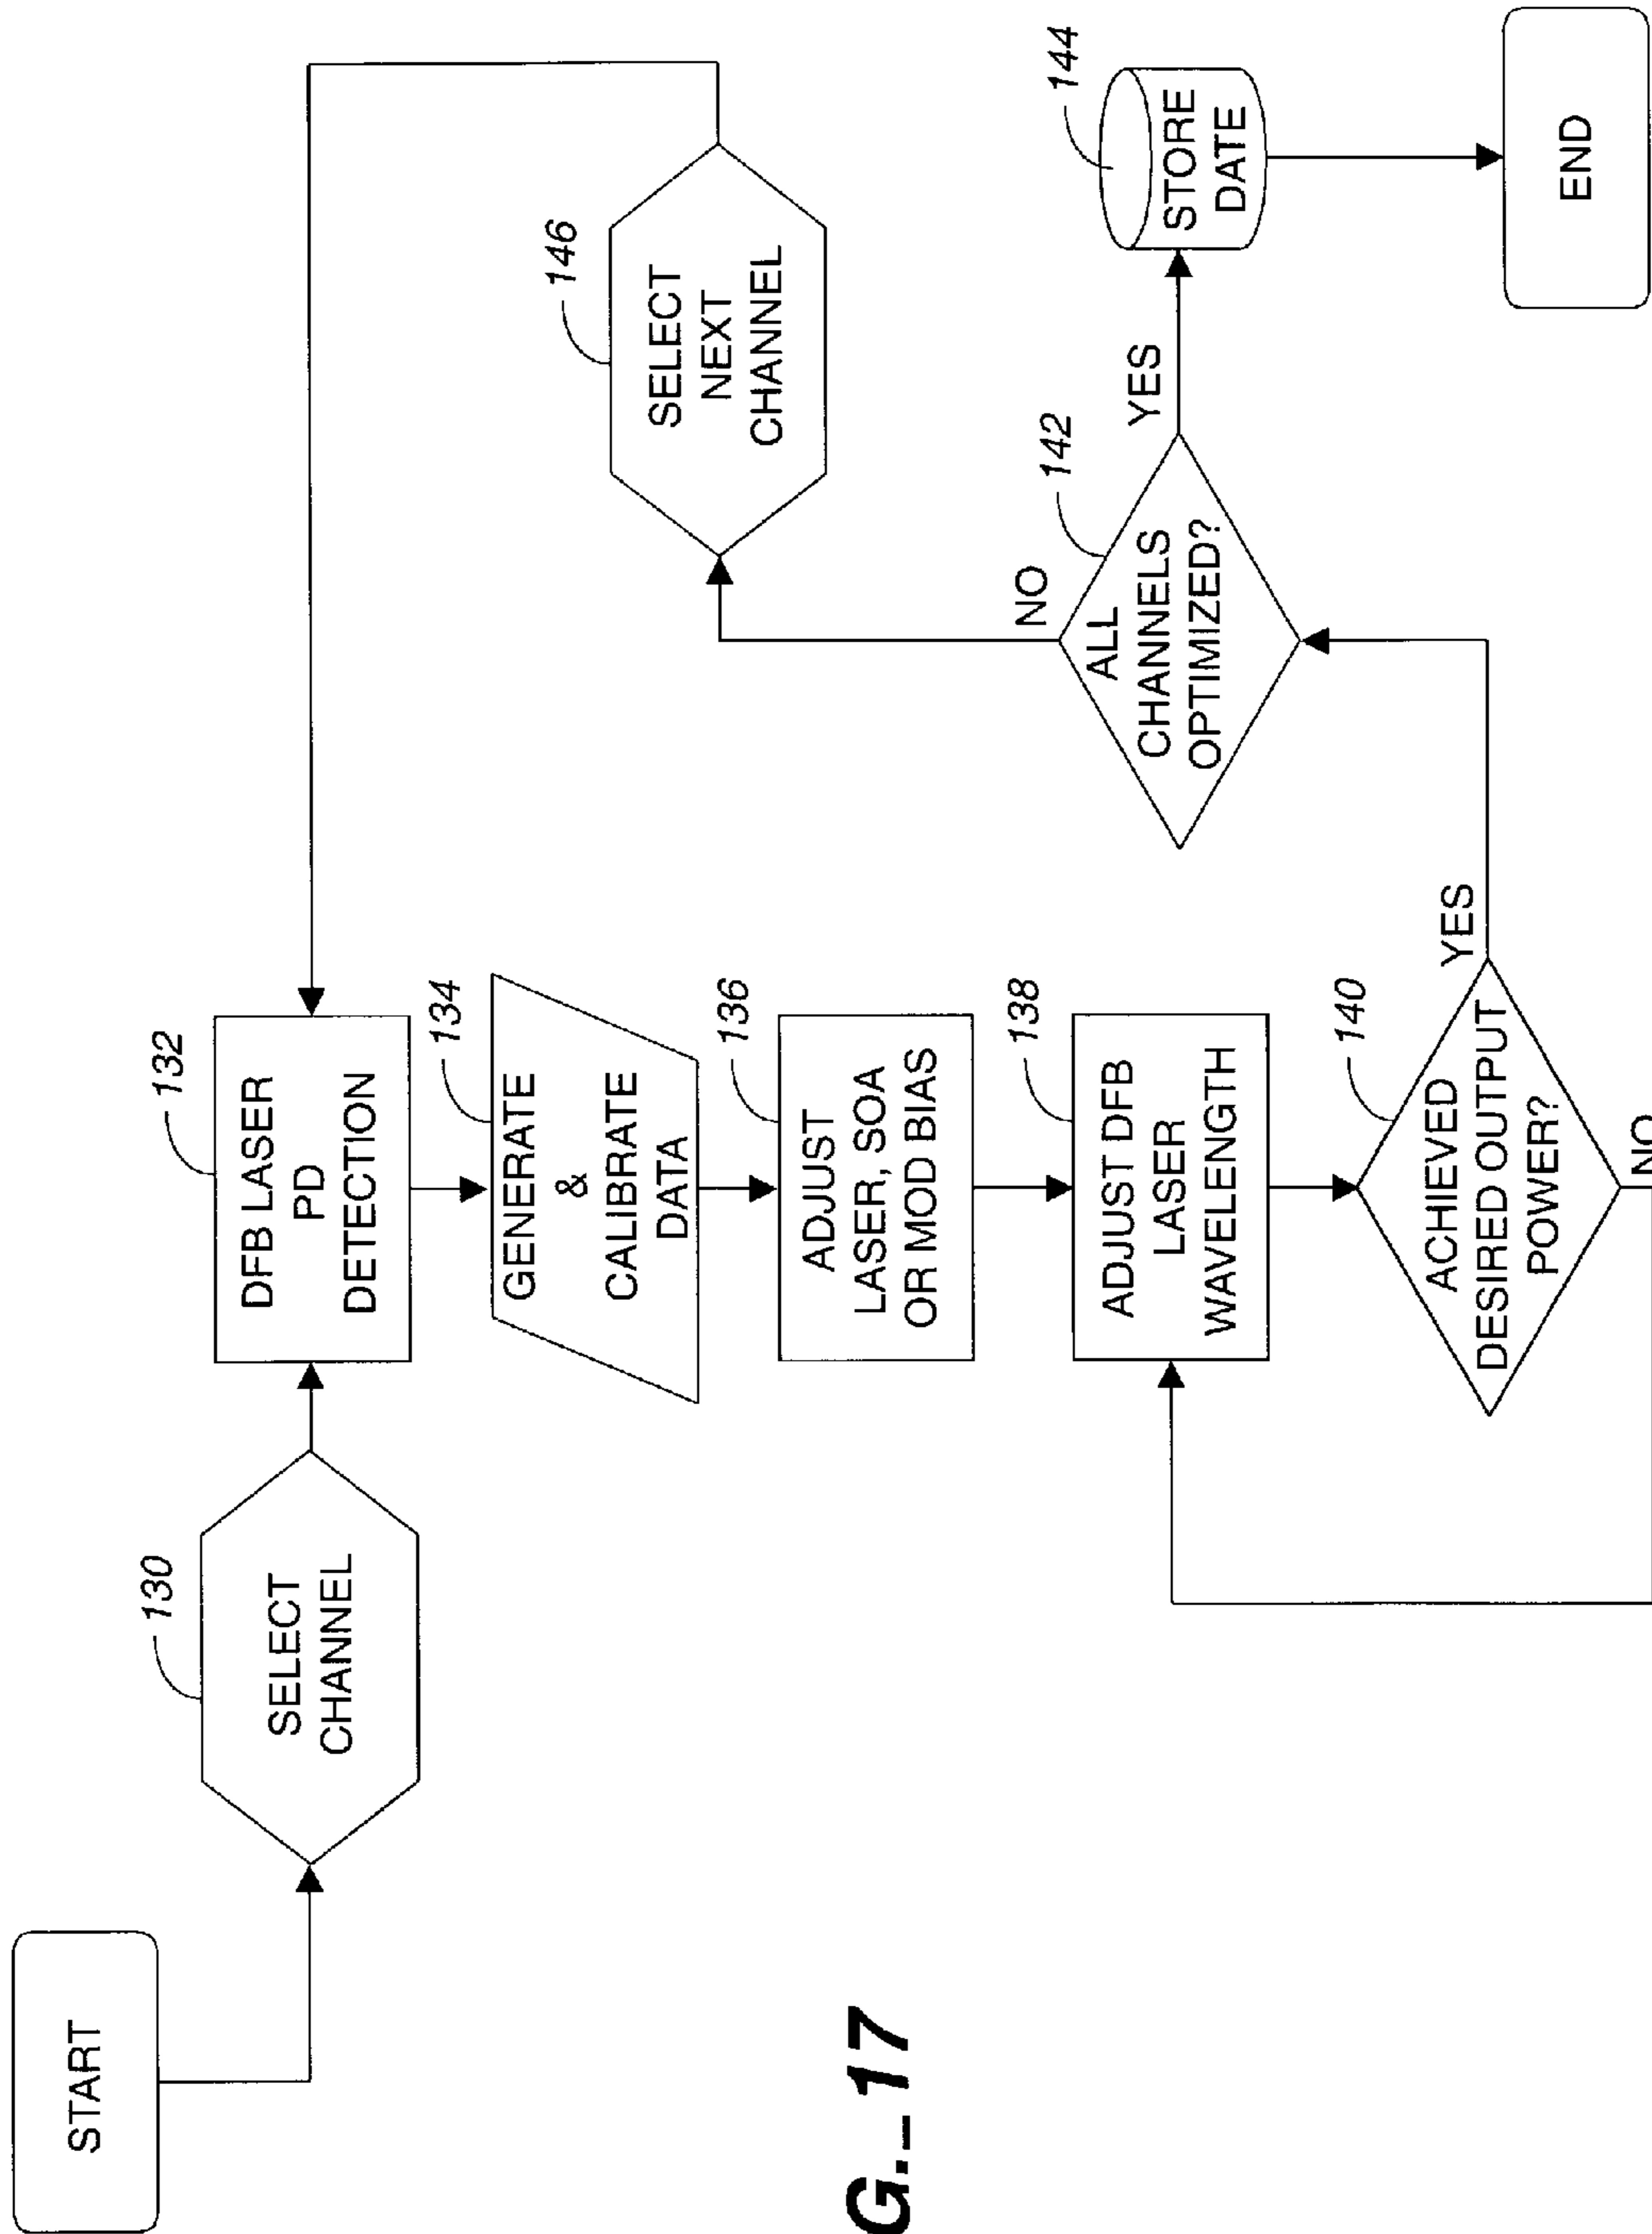 START
130
SELECT
CHANNEL
132
DFB LASER
PD
DETECTION
134
GENERATE
&
CALIBRATE
DATA
136
ADJUST
LASER, SOA
OR MOD BIAS
138
ADJUST DFB
LASER
WAVELENGTH
140
ACHIEVED
DESIRED OUTPUT
POWER?
NO
YES
142
ALL
CHANNELS
OPTIMIZED?
NO
YES
146
SELECT
NEXT
CHANNEL
144
STORE
DATE
END
G._17